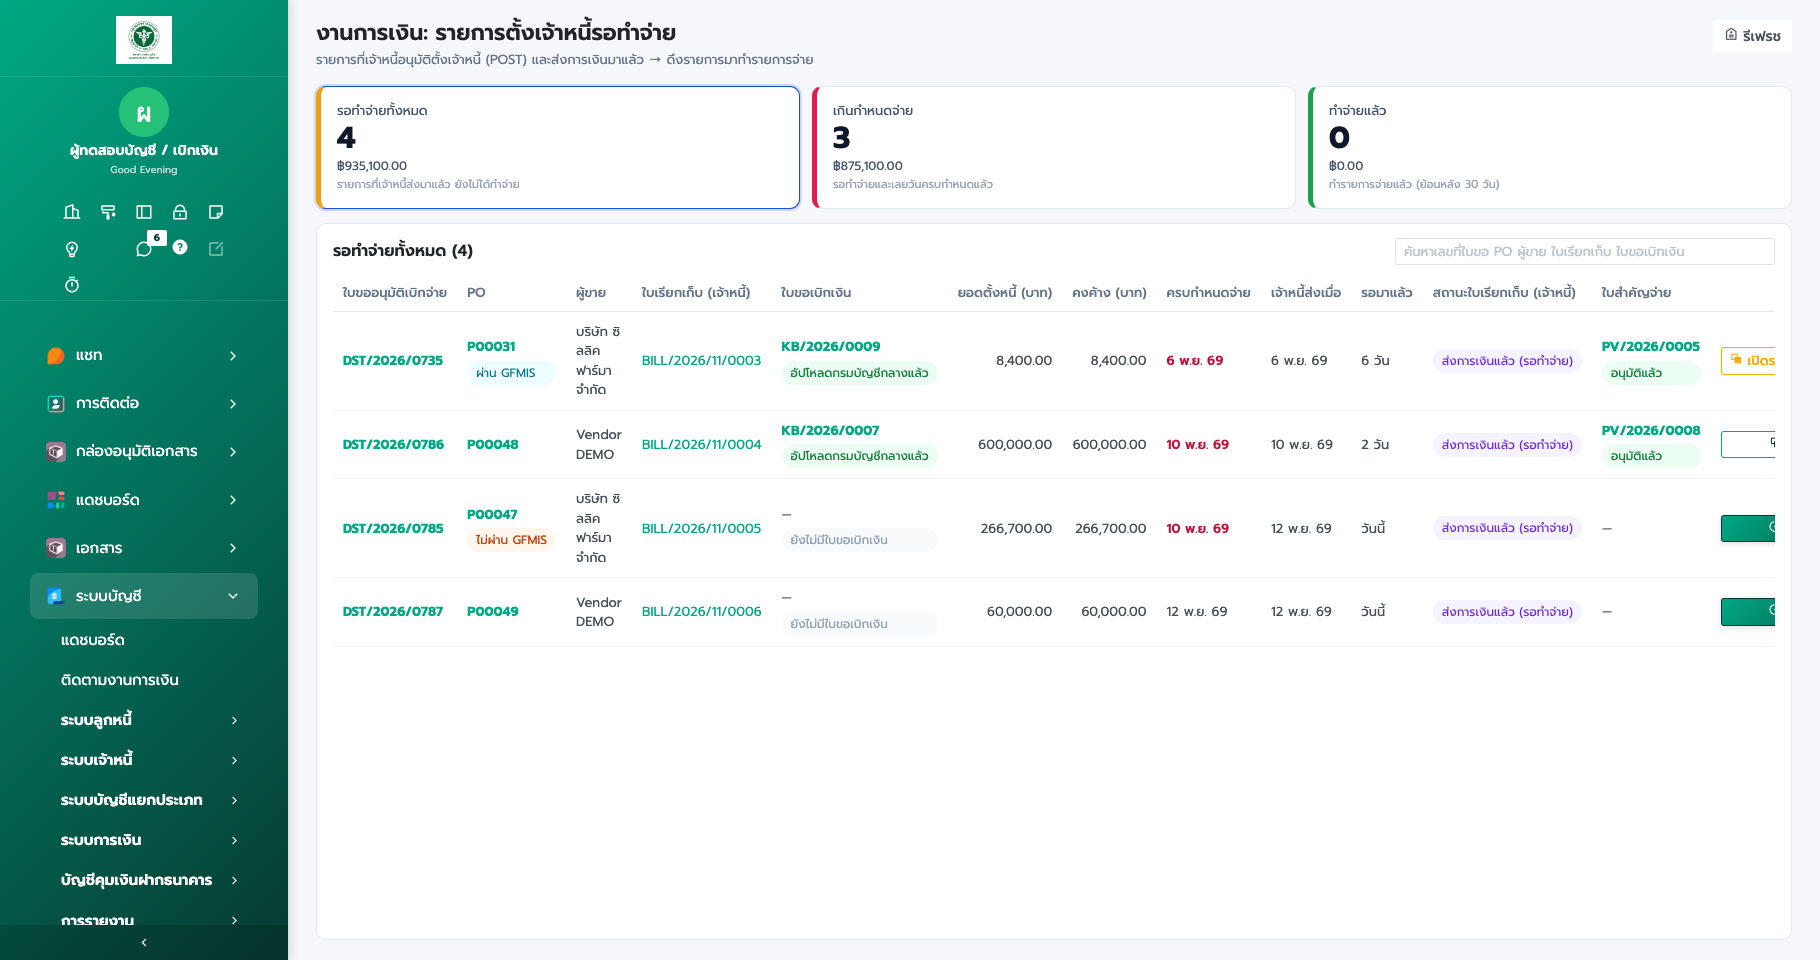 ผ
ผู้ทดสอบบัญชี / เบิกเงิน
Good Evening
6
แชท
การติดต่อ
กล่องอนุมัติเอกสาร
แดชบอร์ด
เอกสาร
ระบบบัญชี
แดชบอร์ด
ติดตามงานการเงิน
ระบบลูกหนี้
ระบบเจ้าหนี้
ระบบบัญชีแยกประเภท
ระบบการเงิน
บัญชีคุมเงินฝากธนาคาร
การรายงาน
งานการเงิน: รายการตั้งเจ้าหนี้รอทำจ่าย
รายการที่เจ้าหนี้อนุมัติตั้งเจ้าหนี้ (POST) และส่งการเงินมาแล้ว → ดึงรายการมาทำรายการจ่าย
รีเฟรช
รอทำจ่ายทั้งหมด
4
฿935,100.00
รายการที่เจ้าหนี้ส่งมาแล้ว ยังไม่ได้ทำจ่าย
เกินกำหนดจ่าย
3
฿875,100.00
รอทำจ่ายและเลยวันครบกำหนดแล้ว
ทำจ่ายแล้ว
0
฿0.00
ทำรายการจ่ายแล้ว (ย้อนหลัง 30 วัน)
รอทำจ่ายทั้งหมด (4)
ค้นหาเลขที่ใบขอ PO ผู้ขาย ใบเรียกเก็บ ใบขอเบิกเงิน
ใบขออนุมัติเบิกจ่าย PO ผู้ขาย ใบเรียกเก็บ (เจ้าหนี้) ใบขอเบิกเงิน ยอดตั้งหนี้ (บาท) คงค้าง (บาท) ครบกำหนดจ่าย เจ้าหนี้ส่งเมื่อ รอมาแล้ว สถานะใบเรียกเก็บ (เจ้าหนี้) ใบสำคัญจ่าย
DST/2026/0735
P00031
ผ่าน GFMIS
บริษัท ซิ
ลลิค
ฟาร์มา
จำกัด
BILL/2026/11/0003
KB/2026/0009
อัปโหลดกรมบัญชีกลางแล้ว
8,400.00
8,400.00
6 พ.ย. 69
6 พ.ย. 69
6 วัน
ส่งการเงินแล้ว (รอทำจ่าย)
PV/2026/0005
อนุมัติแล้ว
DST/2026/0786
P00048
Vendor
DEMO
BILL/2026/11/0004
KB/2026/0007
อัปโหลดกรมบัญชีกลางแล้ว
600,000.00
600,000.00
10 พ.ย. 69
10 พ.ย. 69
2 วัน
ส่งการเงินแล้ว (รอทำจ่าย)
PV/2026/0008
อนุมัติแล้ว
DST/2026/0785
P00047
ไม่ผ่าน GFMIS
บริษัท ซิ
ลลิค
ฟาร์มา
จำกัด
BILL/2026/11/0005
—
ยังไม่มีใบขอเบิกเงิน
266,700.00
266,700.00
10 พ.ย. 69
12 พ.ย. 69
วันนี้
ส่งการเงินแล้ว (รอทำจ่าย)
—
DST/2026/0787
P00049
Vendor
DEMO
BILL/2026/11/0006
—
ยังไม่มีใบขอเบิกเงิน
60,000.00
60,000.00
12 พ.ย. 69
12 พ.ย. 69
วันนี้
ส่งการเงินแล้ว (รอทำจ่าย)
—